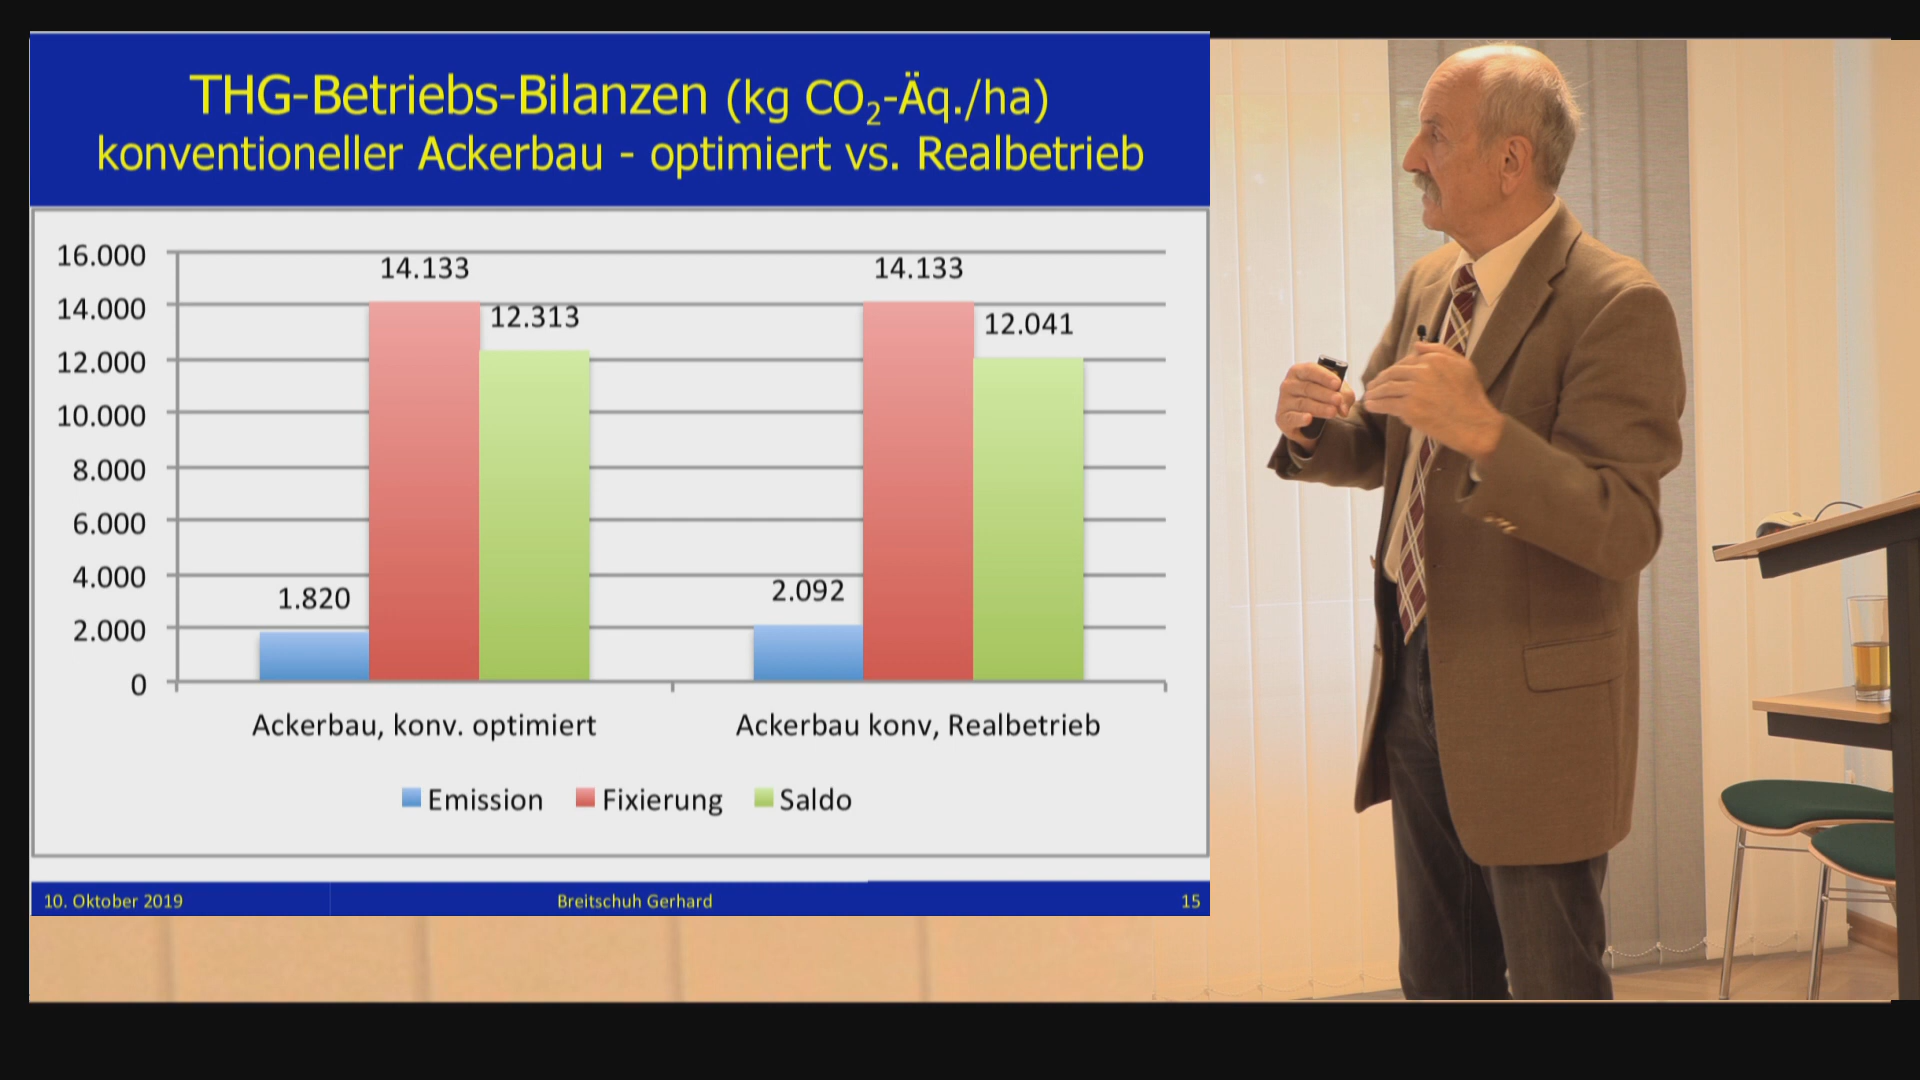 THG-Betriebs-Bilanzen (kg CO₂-Äq./ha)
konventioneller Ackerbau - optimiert vs. Realbetrieb
16.000
14.000
12.000
10.000
8.000
6.000
4.000
2.000
0
1.820
14.133
12.313
2.092
14.133
12.041
Ackerbau, konv. optimiert
Ackerbau konv, Realbetrieb
Emission
Fixierung
Saldo
10. Oktober 2019
Breitschuh Gerhard
15